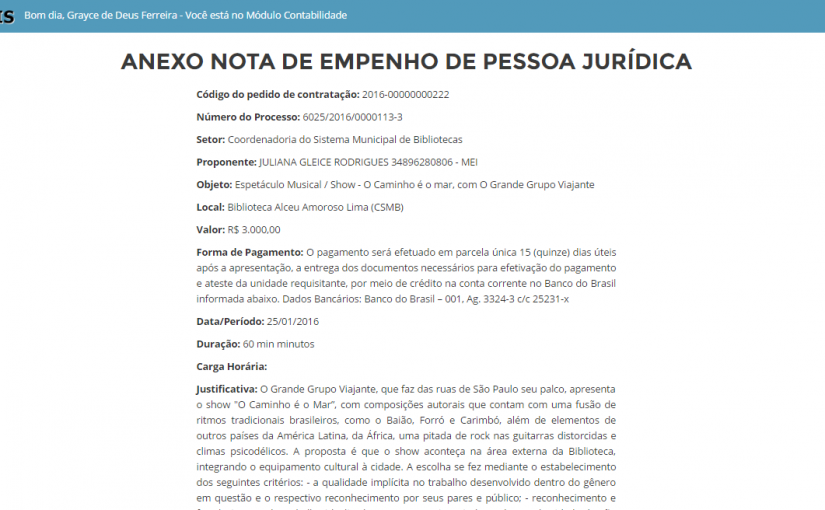 IS Bom dia, Grayce de Deus Ferreira - Você está no Módulo Contabilidade
ANEXO NOTA DE EMPENHO DE PESSOA JURÍDICA
Código do pedido de contratação: 2016-00000000222
Número do Processo: 6025/2016/0000113-3
Setor: Coordenadoria do Sistema Municipal de Bibliotecas
Proponente: JULIANA GLEICE RODRIGUES 34896280806 - MEI
Objeto: Espetáculo Musical / Show - O Caminho é o mar, com O Grande Grupo Viajante
Local: Biblioteca Alceu Amoroso Lima (CSMB)
Valor: R$ 3.000,00
Forma de Pagamento: O pagamento será efetuado em parcela única 15 (quinze) dias úteis
após a apresentação, a entrega dos documentos necessários para efetivação do pagamento
e ateste da unidade requisitante, por meio de crédito na conta corrente no Banco do Brasil
informada abaixo. Dados Bancários: Banco do Brasil – 001, Ag. 3324-3 c/c 25231-x
Data/Período: 25/01/2016
Duração: 60 min minutos
Carga Horária:
Justificativa: O Grande Grupo Viajante, que faz das ruas de São Paulo seu palco, apresenta
o show "O Caminho é o Mar", com composições autorais que contam com uma fusão de
ritmos tradicionais brasileiros, como o Baião, Forró e Carimbó, além de elementos de
outros países da América Latina, da África, uma pitada de rock nas guitarras distorcidas e
climas psicodélicos. A proposta é que o show aconteça na área externa da Biblioteca,
integrando o equipamento cultural à cidade. A escolha se fez mediante o estabelecimento
dos seguintes critérios: - a qualidade implícita no trabalho desenvolvido dentro do gênero
em questão e o respectivo reconhecimento por seus pares e público; - reconhecimento e